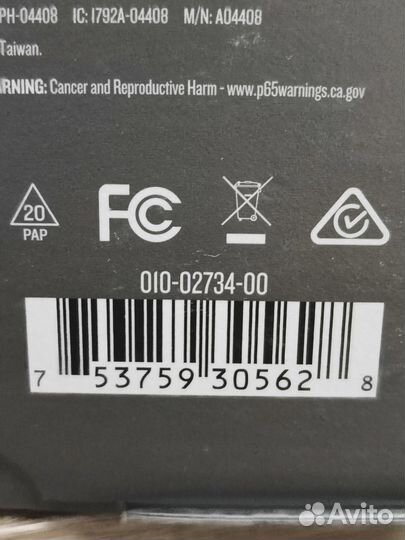 PH-04408 IC: 1792A-04408 M/N: A04408
Taiwan.
ARNING: Cancer and Reproductive Harm - www.p65warnings.ca.gov
20
PAP
FC
010-02734-00
7 53759 30562 8
Avito